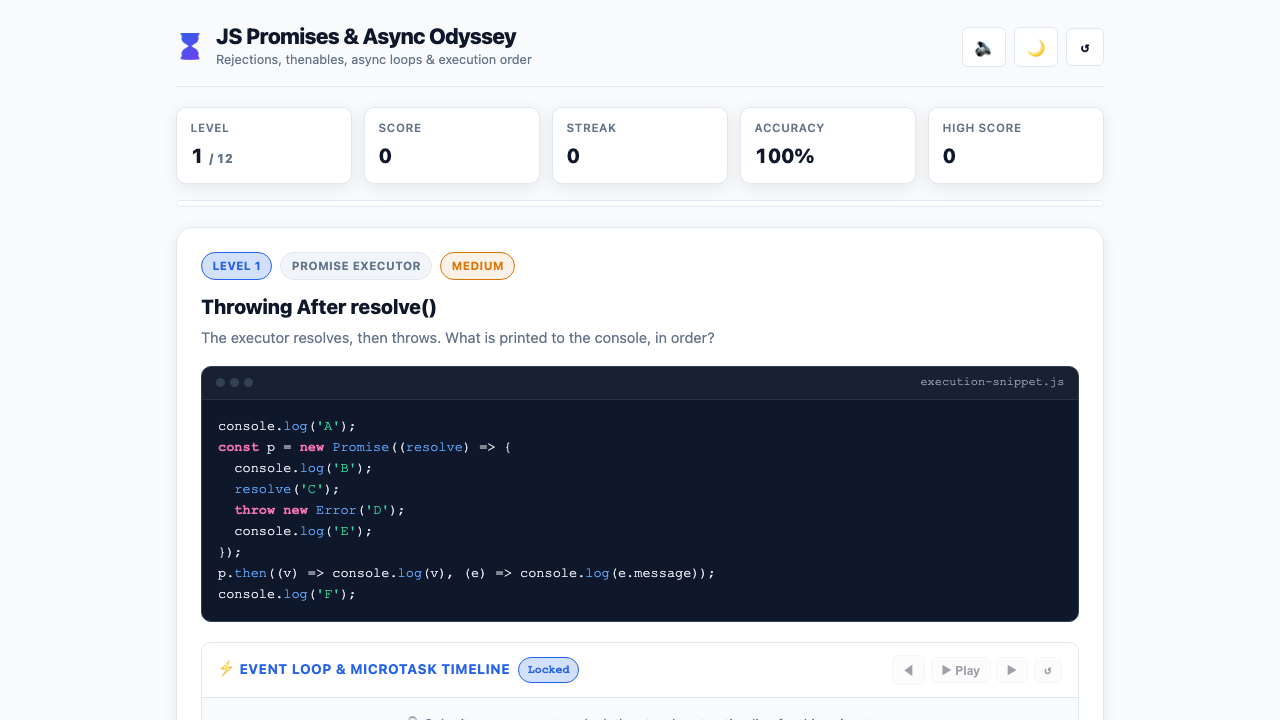 JS Promises & Async Odyssey
Rejections, thenables, async loops & execution order
LEVEL
1 / 12
SCORE
0
STREAK
0
ACCURACY
100%
HIGH SCORE
0
LEVEL 1
PROMISE EXECUTOR
MEDIUM
Throwing After resolve()
The executor resolves, then throws. What is printed to the console, in order?
execution-snippet.js
console.log('A');
const p = new Promise((resolve) => {
  console.log('B');
  resolve('C');
  throw new Error('D');
  console.log('E');
});
p.then((v) => console.log(v), (e) => console.log(e.message));
console.log('F');
⚡ EVENT LOOP & MICROTASK TIMELINE
Locked
◀
▶ Play
▶
↺